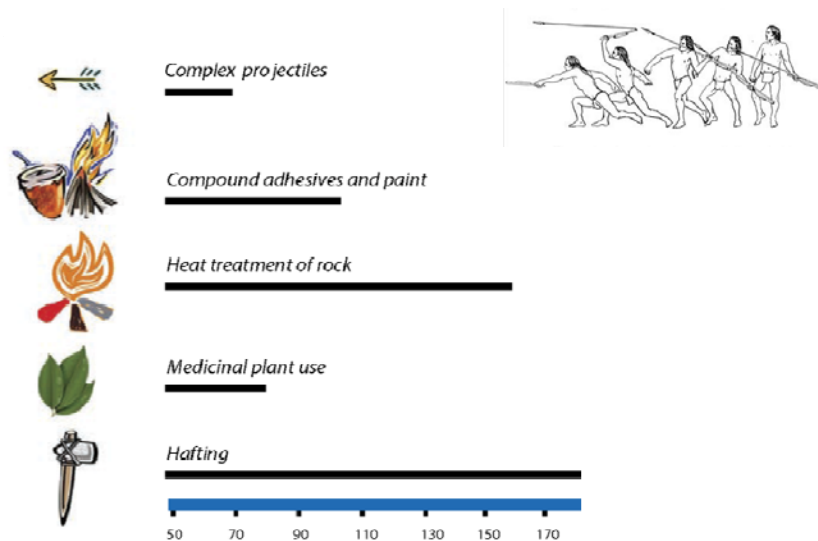 Complex projectiles
Compound adhesives and paint
Heat treatment of rock
Medicinal plant use
Hafting
50 70 90 110 130 150 170